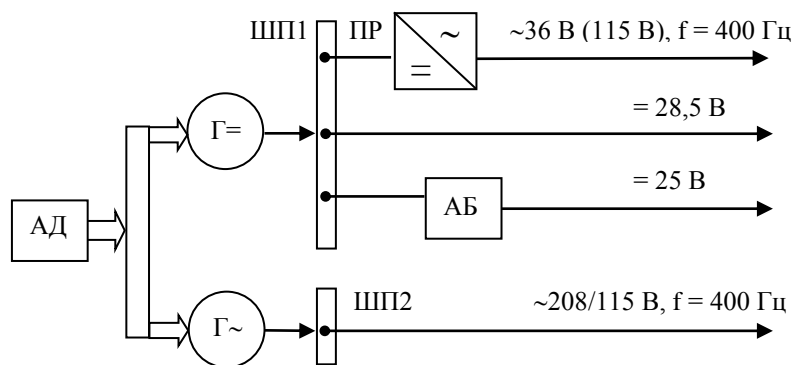 ШП1 ПР ~ = ~36 В (115 В), f = 400 Гц
Г= = 28,5 В
= 25 В
АД АБ
ШП2 ~208/115 В, f = 400 Гц
Г~